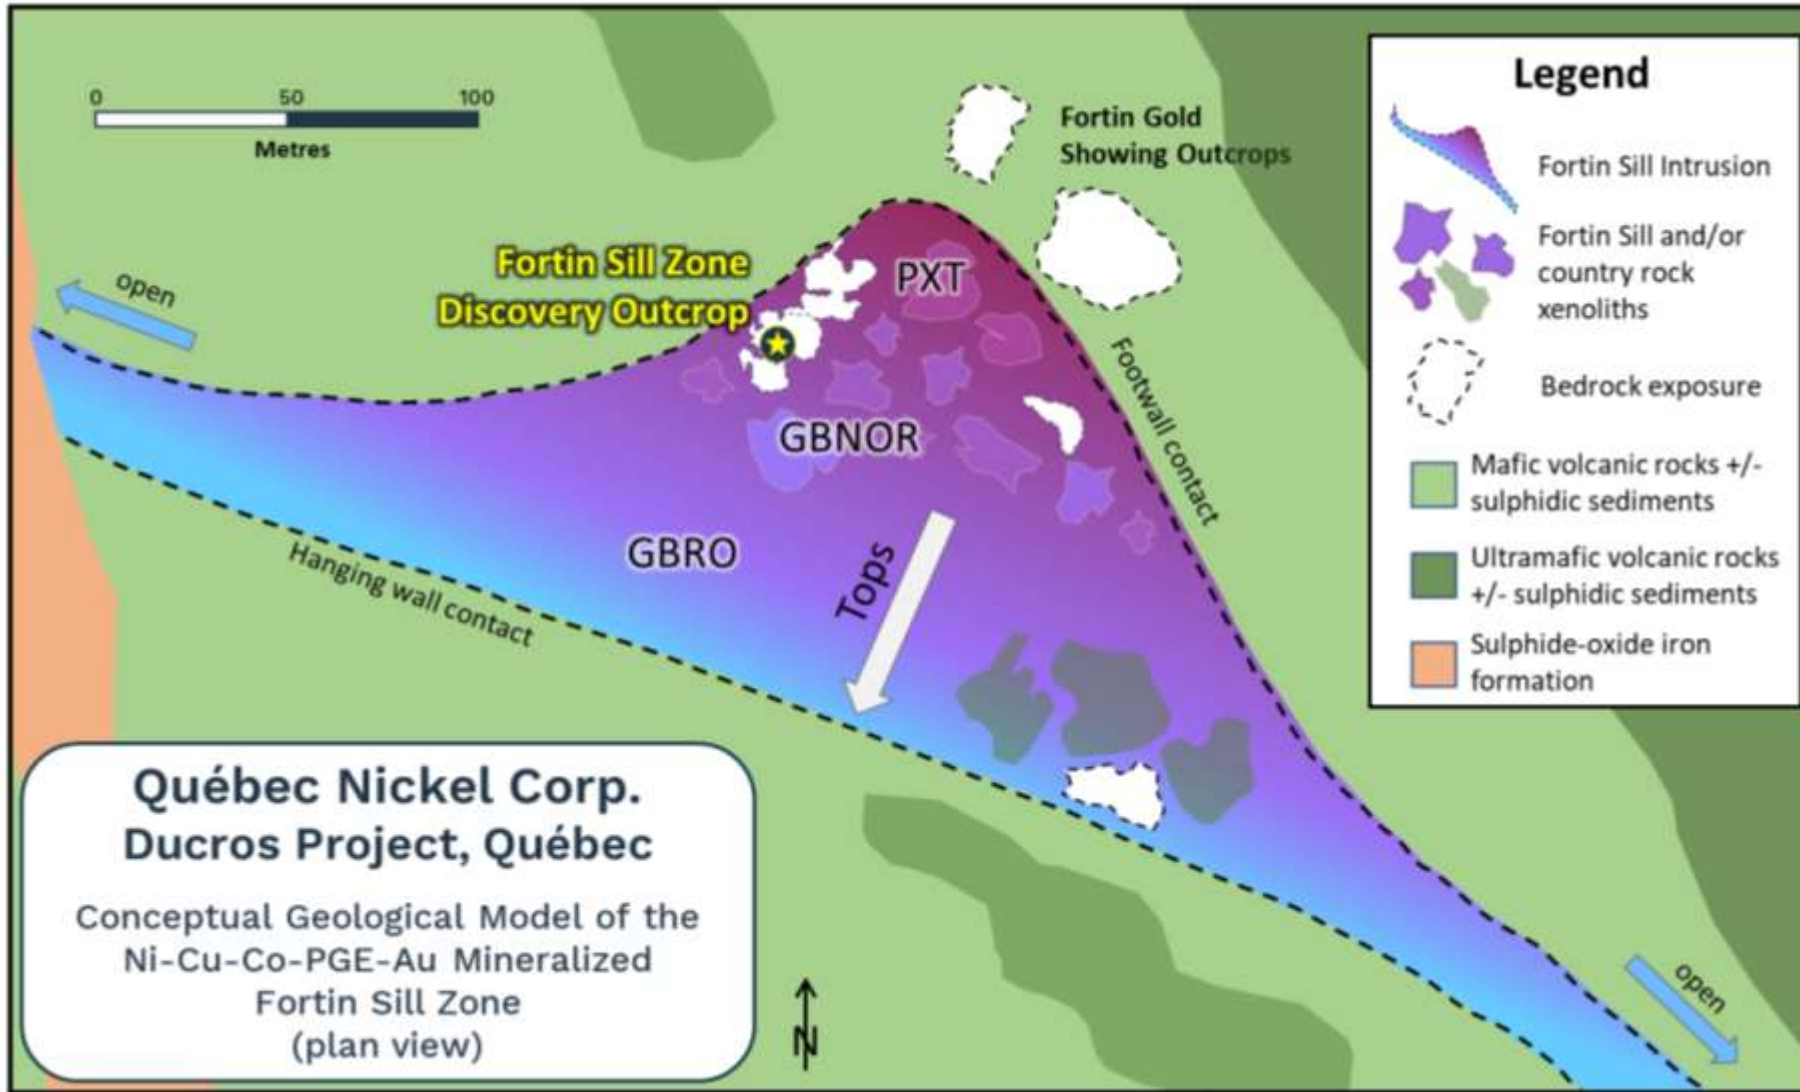 0 50 100
Metres
Fortin Gold
Showing Outcrops
Fortin Sill Zone
Discovery Outcrop
open
PXT
GBNOR
GBRO
Tops
Footwall contact
Hanging wall contact
open
N
Legend
Fortin Sill Intrusion
Fortin Sill and/or
country rock
xenoliths
Bedrock exposure
Mafic volcanic rocks +/-
sulphidic sediments
Ultramafic volcanic rocks
+/- sulphidic sediments
Sulphide-oxide iron
formation
Québec Nickel Corp.
Ducros Project, Québec
Conceptual Geological Model of the
Ni-Cu-Co-PGE-Au Mineralized
Fortin Sill Zone
(plan view)